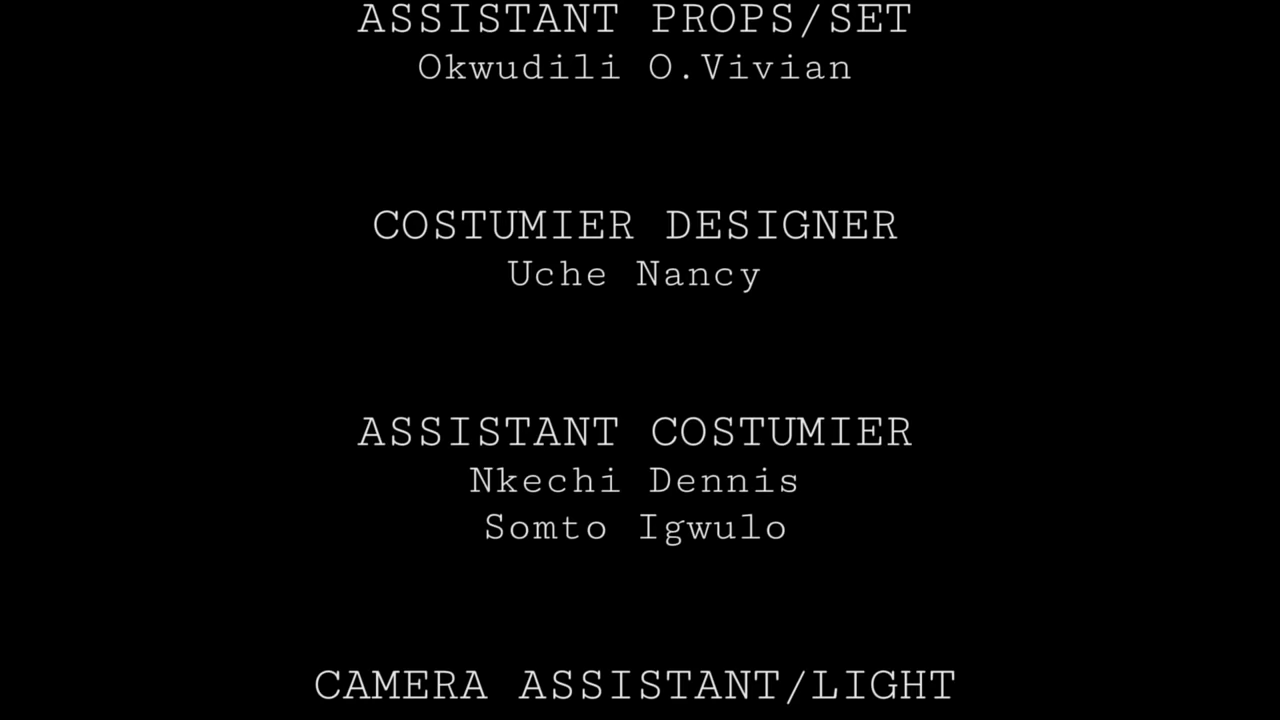 ASSISTANT PROPS/SET
Okwudili O.Vivian
COSTUMIER DESIGNER
Uche Nancy
ASSISTANT COSTUMIER
Nkechi Dennis
Somto Igwulo
CAMERA ASSISTANT/LIGHT